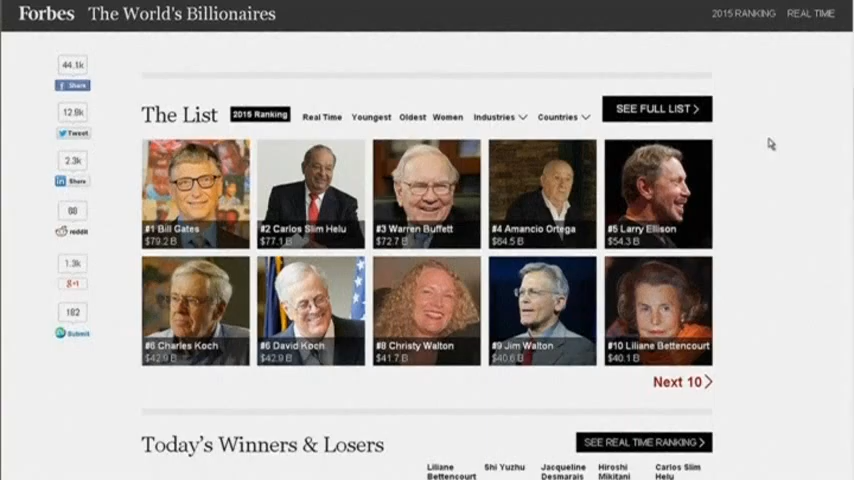 Forbes The World's Billionaires 2015 RANKING REAL TIME
44.1k
Share
12.9k
Tweet
2.3k
Share
68
reddit
1.3k
g+1
182
Submit
The List 2015 Ranking Real Time Youngest Oldest Women Industries Countries SEE FULL LIST
#1 Bill Gates
$79.2 B
#2 Carlos Slim Helu
$77.1 B
#3 Warren Buffett
$72.7 B
#4 Amancio Ortega
$64.5 B
#5 Larry Ellison
$54.3 B
#6 Charles Koch
$42.9 B
#6 David Koch
$42.9 B
#8 Christy Walton
$41.7 B
#9 Jim Walton
$40.6 B
#10 Liliane Bettencourt
$40.1 B
Next 10
Today's Winners & Losers SEE REAL TIME RANKING
Liliane Shi Yuzhu Jacqueline Hiroshi Carlos Slim
Bettencourt Desmarais Mikitani Helu